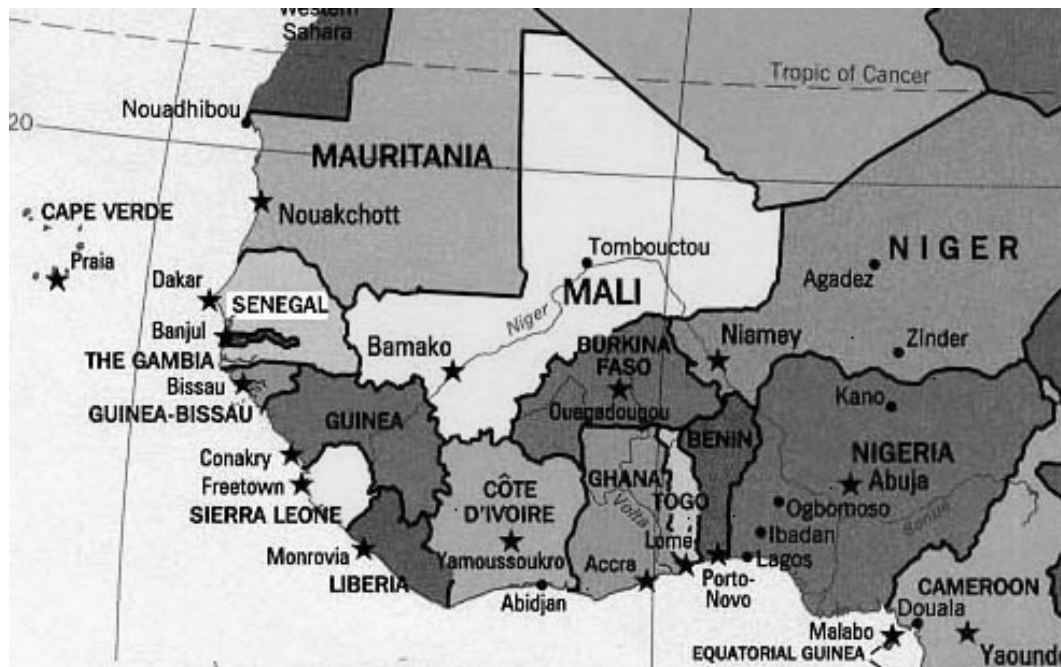 Western
Sahara
Tropic of Cancer
Nouadhibou
20
MAURITANIA
CAPE VERDE
Nouakchott
Praia
Tombouctou
NIGER
Agadez
Dakar
SENEGAL
MALI
Banjul
Niger
Niamey
Zinder
THE GAMBIA
Bamako
BURKINA
FASO
Bissau
Kano
GUINEA-BISSAU
GUINEA
Ouagadougou
BENIN
NIGERIA
Conakry
GHANA
Abuja
Freetown
CÔTE
D'IVOIRE
TOGO
Ogbomoso
SIERRA LEONE
Volta
Benue
Ibadan
Monrovia
Yamoussoukro
Lome
Lagos
LIBERIA
Abidjan
Accra
Porto-
Novo
CAMEROON
Douala
Malabo
EQUATORIAL GUINEA
Yaound